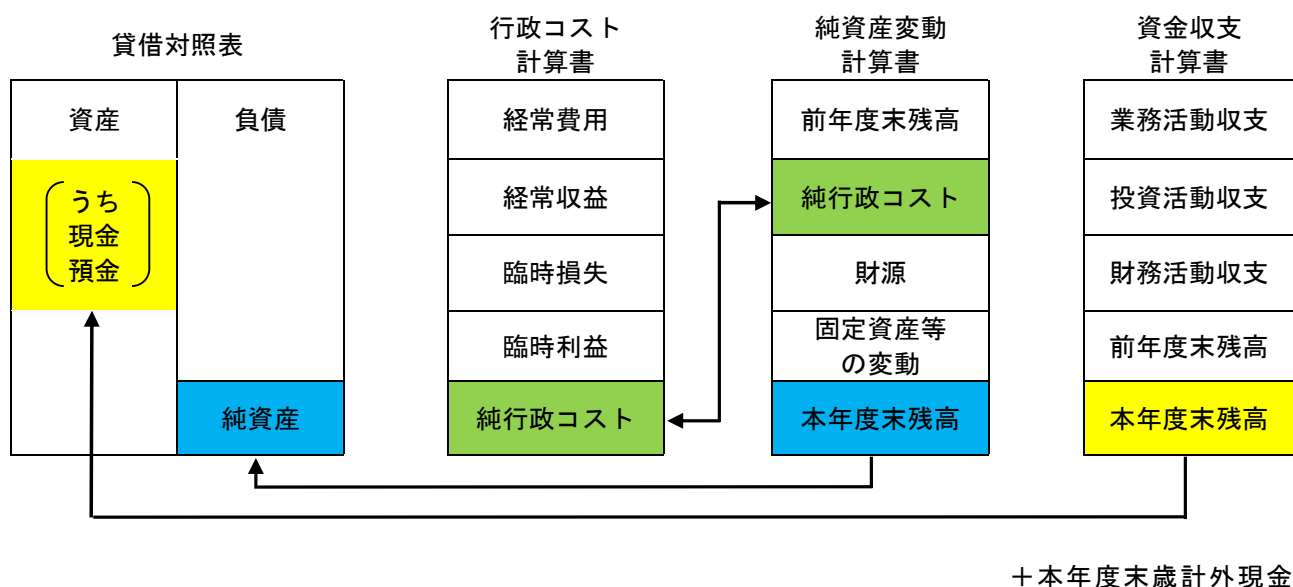 貸借対照表
資産
負債
うち
現金
預金
純資産
行政コスト
計算書
経常費用
経常収益
臨時損失
臨時利益
純行政コスト
純資産変動
計算書
前年度末残高
純行政コスト
財源
固定資産等
の変動
本年度末残高
資金収支
計算書
業務活動収支
投資活動収支
財務活動収支
前年度末残高
本年度末残高
＋本年度末歳計外現金